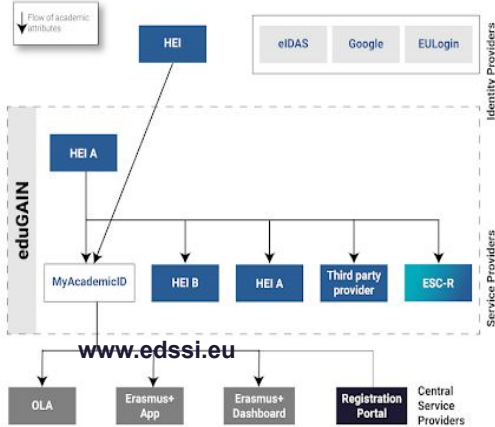 Flow of academic
attributes
HEI
eIDAS
Google
EULogin
Identity Providers
eduGAIN
HEI A
MyAcademicID
HEI B
HEI A
Third party
provider
ESC-R
Service Providers
www.edssi.eu
OLA
Erasmus+
App
Erasmus+
Dashboard
Registration
Portal
Central
Service
Providers